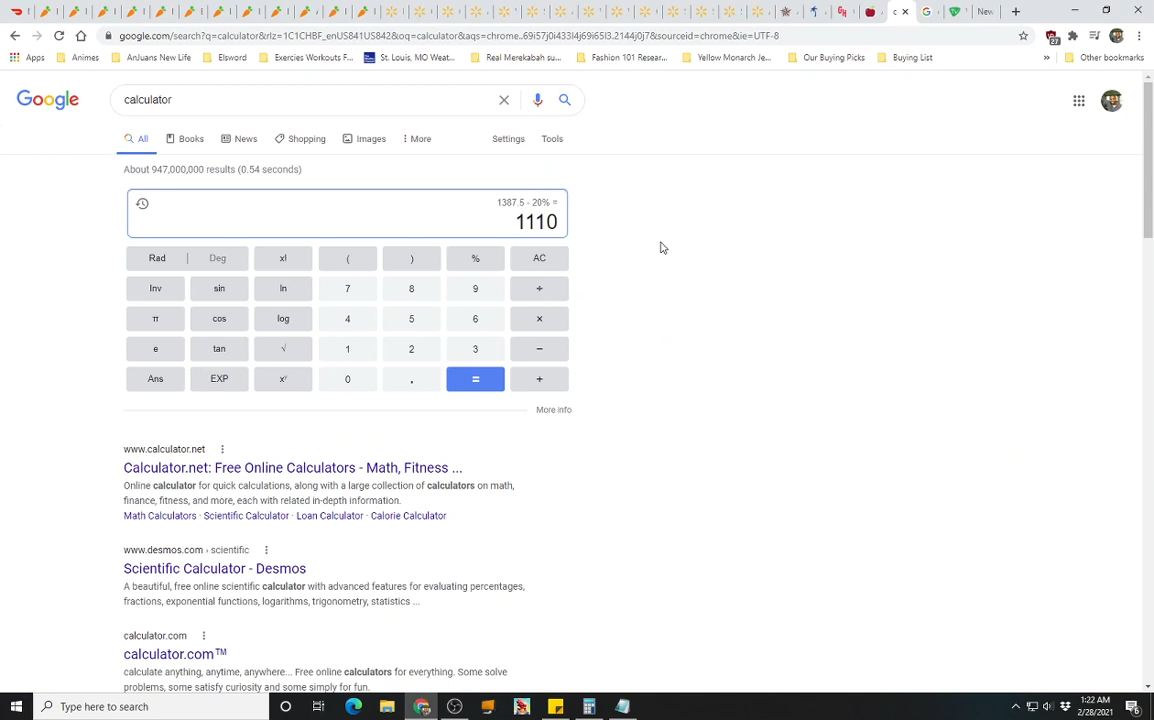 google.com/search?q=calculator&rlz=1C1CHBF_enUS841US842&oq=calculator&aqs=chrome..69i57j0i433l4j69i65l3.2144j0j7&sourceid=chrome&ie=UTF-8
Apps Animes AnJuans New Life Elsword Exercies Workouts F... St. Louis, MO Weat... Real Merekabah su... Fashion 101 Resear... Yellow Monarch Je... Our Buying Picks Buying List » Other bookmarks
Google
calculator
All Books News Shopping Images More Settings Tools
About 947,000,000 results (0.54 seconds)
1387.5 - 20% =
1110
Rad | Deg x! ( ) % AC
Inv sin ln 7 8 9 ÷
π cos log 4 5 6 ×
e tan √ 1 2 3 −
Ans EXP xʸ 0 . = +
More info
www.calculator.net
Calculator.net: Free Online Calculators - Math, Fitness ...
Online calculator for quick calculations, along with a large collection of calculators on math,
finance, fitness, and more, each with related in-depth information.
Math Calculators · Scientific Calculator · Loan Calculator · Calorie Calculator
www.desmos.com › scientific
Scientific Calculator - Desmos
A beautiful, free online scientific calculator with advanced features for evaluating percentages,
fractions, exponential functions, logarithms, trigonometry, statistics ...
calculator.com
calculator.com™
calculate anything, anytime, anywhere... Free online calculators for everything. Some solve
problems, some satisfy curiosity and some simply for fun.
Type here to search
1:22 AM
2/28/2021